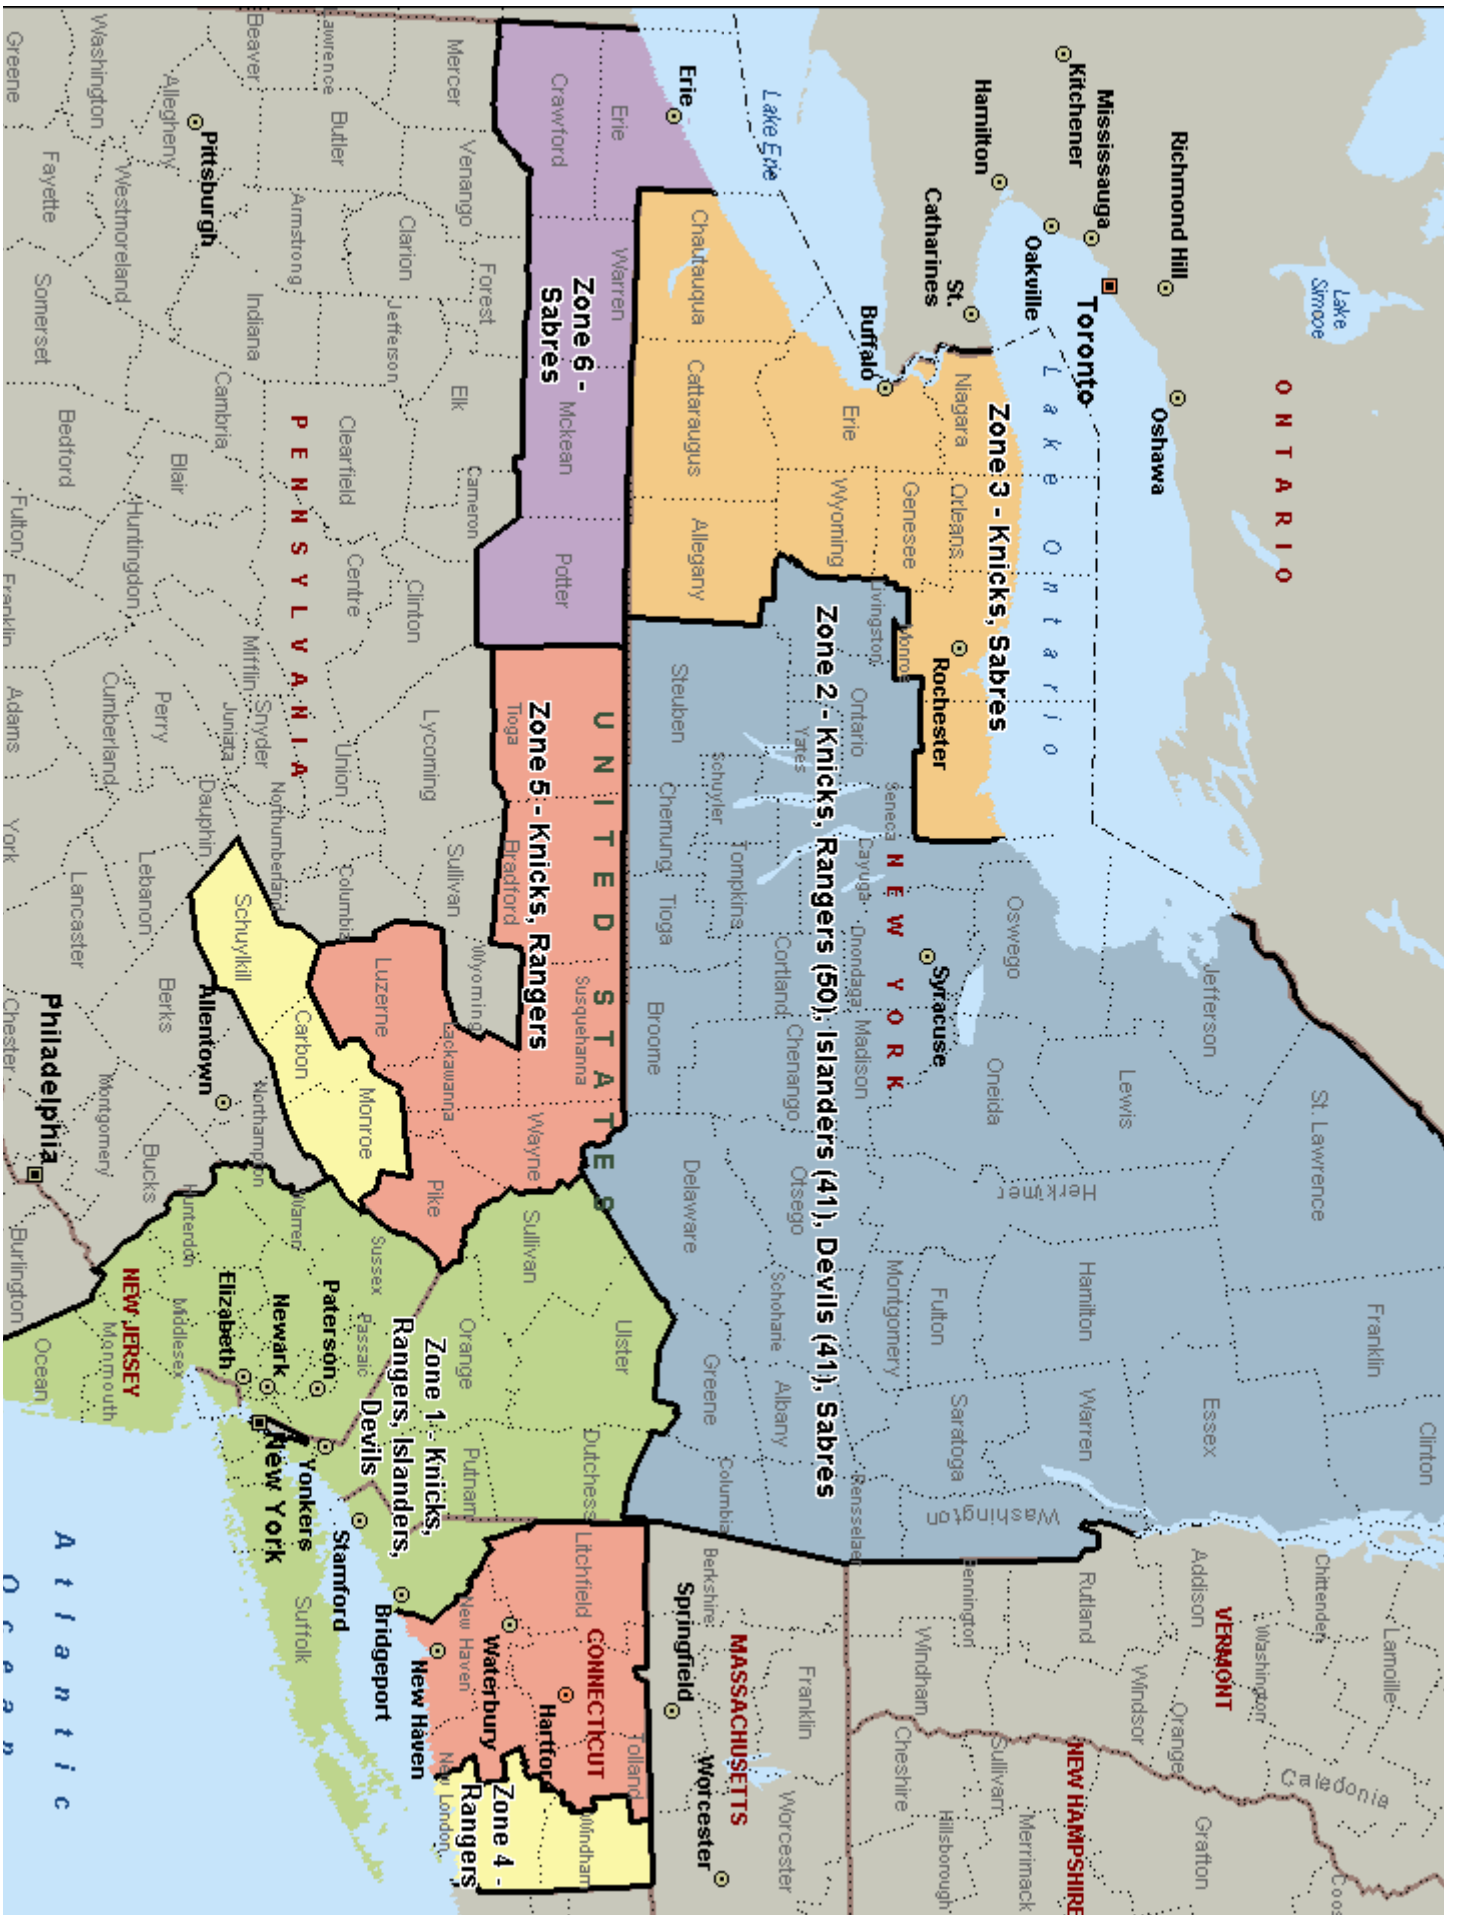 ONTARIO
Lake
Simcoe
Richmond Hill
Oshawa
Mississauga
Kitchener
Toronto
Oakville
Hamilton
St.
Catharines
Lake Ontario
Lake Erie
Buffalo
Erie
Clinton
Franklin
St. Lawrence
Jefferson
Essex
Lewis
Hamilton
Warren
Herkimer
Oswego
Oneida
Washington
Saratoga
Fulton
Montgomery
Syracuse
NEW YORK
Zone 3 - Knicks, Sabres
Niagara
Orleans
Rochester
Genesee
Monroe
Erie
Wyoming
Livingston
Ontario
Seneca
Cayuga
Onondaga
Madison
Rensselaer
Zone 2 - Knicks, Rangers (50), Islanders (41), Devils (41), Sabres
Yates
Cortland
Chenango
Otsego
Schoharie
Albany
Chautauqua
Cattaraugus
Allegany
Steuben
Schuyler
Tompkins
Chemung
Tioga
Broome
Delaware
Greene
Columbia
Ulster
Dutchess
Sullivan
Orange
Putnam
Chittenden
Lamoille
Caledonia
Coos
Addison
Washington
VERMONT
Orange
Grafton
Rutland
Windsor
NEW HAMPSHIRE
Bennington
Windham
Sullivan
Merrimack
Cheshire
Hillsborough
Franklin
Worcester
Berkshire
MASSACHUSETTS
Springfield
Worcester
Litchfield
CONNECTICUT
Tolland
Windham
Hartford
Waterbury
New Haven
New Haven
New London
Zone 4 -
Rangers
UNITED STATES
Erie
Warren
Crawford
Mckean
Potter
Zone 6 -
Sabres
Tioga
Bradford
Susquehanna
Wayne
Zone 5 - Knicks, Rangers
Mercer
Venango
Forest
Elk
Cameron
Clinton
Lycoming
Sullivan
Wyoming
Lackawanna
Pike
Clarion
Jefferson
Luzerne
Monroe
Lawrence
Butler
Clearfield
Centre
Union
Columbia
Carbon
Beaver
Armstrong
PENNSYLVANIA
Northumberland
Indiana
Mifflin
Snyder
Juniata
Schuylkill
Northampton
Pittsburgh
Allegheny
Cambria
Blair
Huntingdon
Perry
Dauphin
Allentown
Washington
Westmoreland
Cumberland
Lebanon
Berks
Bucks
Fayette
Somerset
Bedford
Lancaster
Montgomery
Philadelphia
Greene
Fulton
Franklin
Adams
York
Chester
Burlington
Zone 1 - Knicks,
Rangers, Islanders,
Devils
Sussex
Passaic
Warren
Hunterdon
Paterson
Newark
Elizabeth
Middlesex
NEW JERSEY
Monmouth
Ocean
New York
Yonkers
Stamford
Bridgeport
Suffolk
Atlantic
Ocean